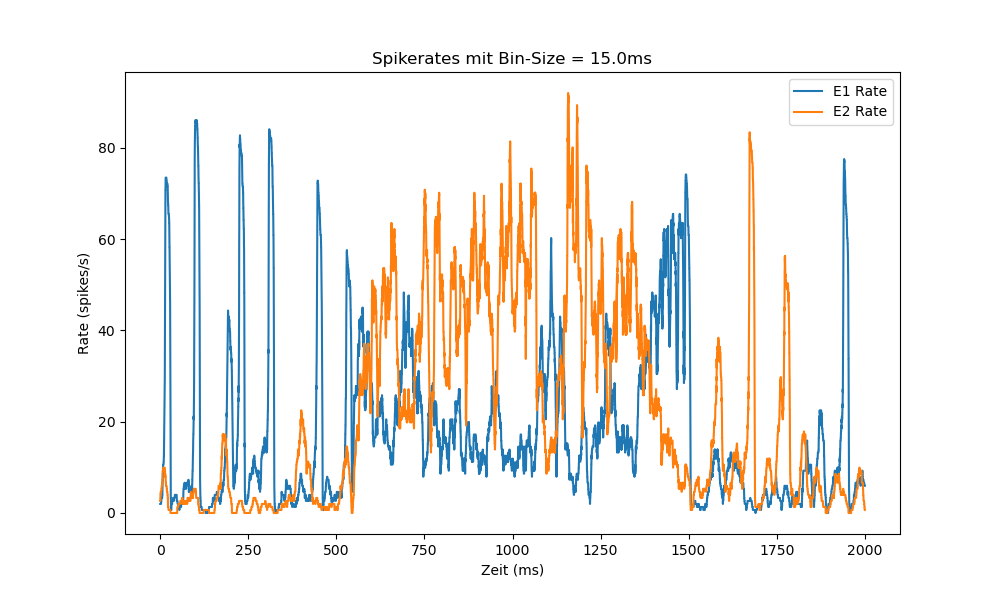 Spikerates mit Bin-Size = 15.0ms
E1 Rate
E2 Rate
Rate (spikes/s)
80
60
40
20
0
0 250 500 750 1000 1250 1500 1750 2000
Zeit (ms)